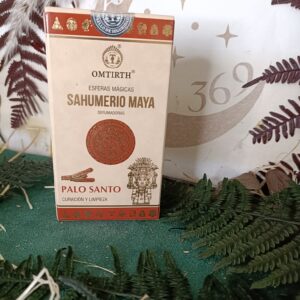 OMTIRTH®
ESFERAS MÁGICAS
SAHUMERIO MAYA
PALO SANTO
CURACIÓN Y LIMPIEZA
369